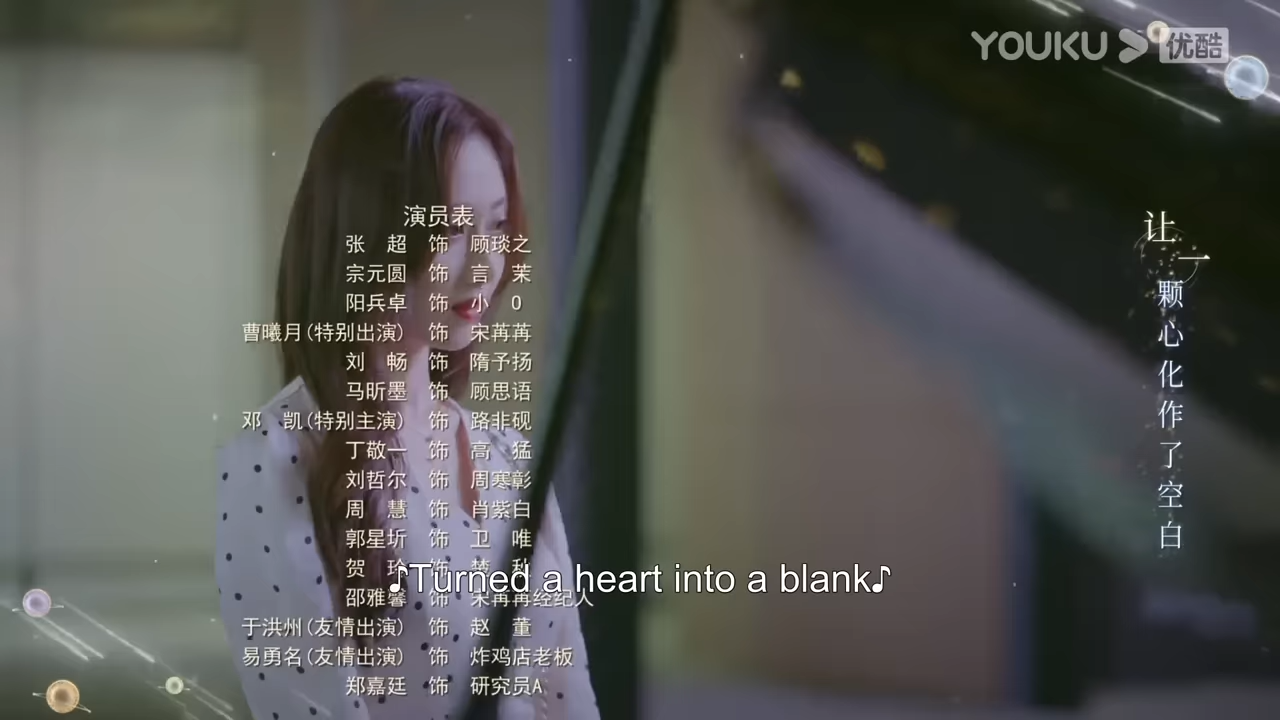 YOUKU 优酷
演员表
张 超 饰 顾琰之
宗元圆 饰 言 茉
阳兵卓 饰 小 0
曹曦月(特别出演) 饰 宋苒苒
刘 畅 饰 隋予扬
马昕墨 饰 顾思语
邓 凯(特别主演) 饰 路非砚
丁敬一 饰 高 猛
刘哲尔 饰 周寒彰
周 慧 饰 肖紫白
郭星圻 饰 卫 唯
贺 玲 饰 楚 秋
邵雅馨 饰 宋苒苒经纪人
于洪州(友情出演) 饰 赵 董
易勇名(友情出演) 饰 炸鸡店老板
郑嘉廷 饰 研究员A
♪Turned a heart into a blank♪
让一颗心化作了空白